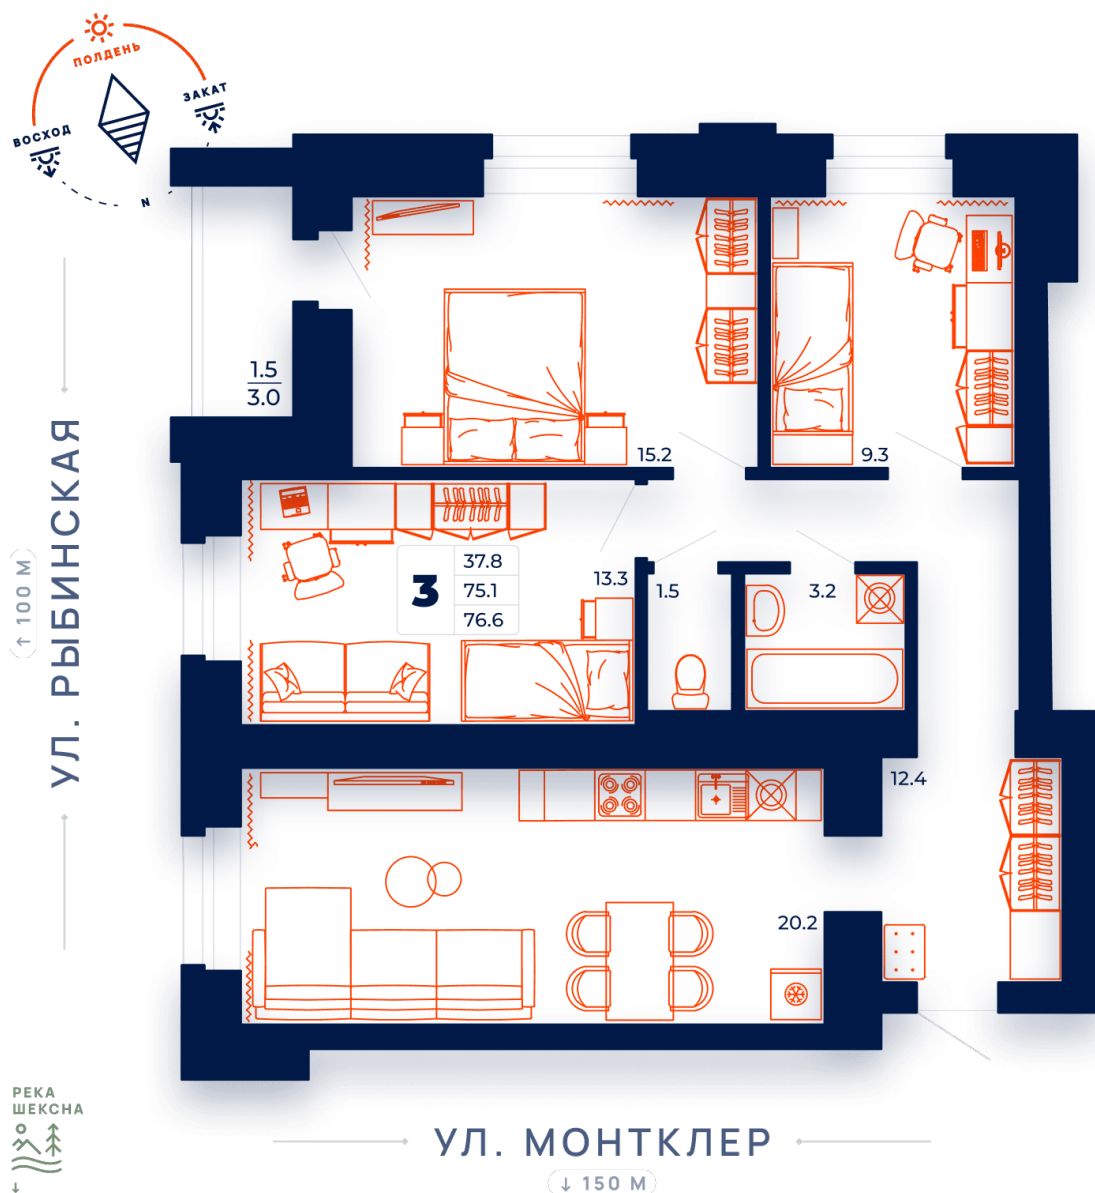 ПОЛДЕНЬ
ЗАКАТ
ВОСХОД
N
1.5
3.0
15.2
9.3
УЛ. РЫБИНСКАЯ
↑ 100 М
3
37.8
75.1
76.6
13.3
1.5
3.2
12.4
20.2
РЕКА
ШЕКСНА
↓
УЛ. МОНТКЛЕР
↓ 150 М